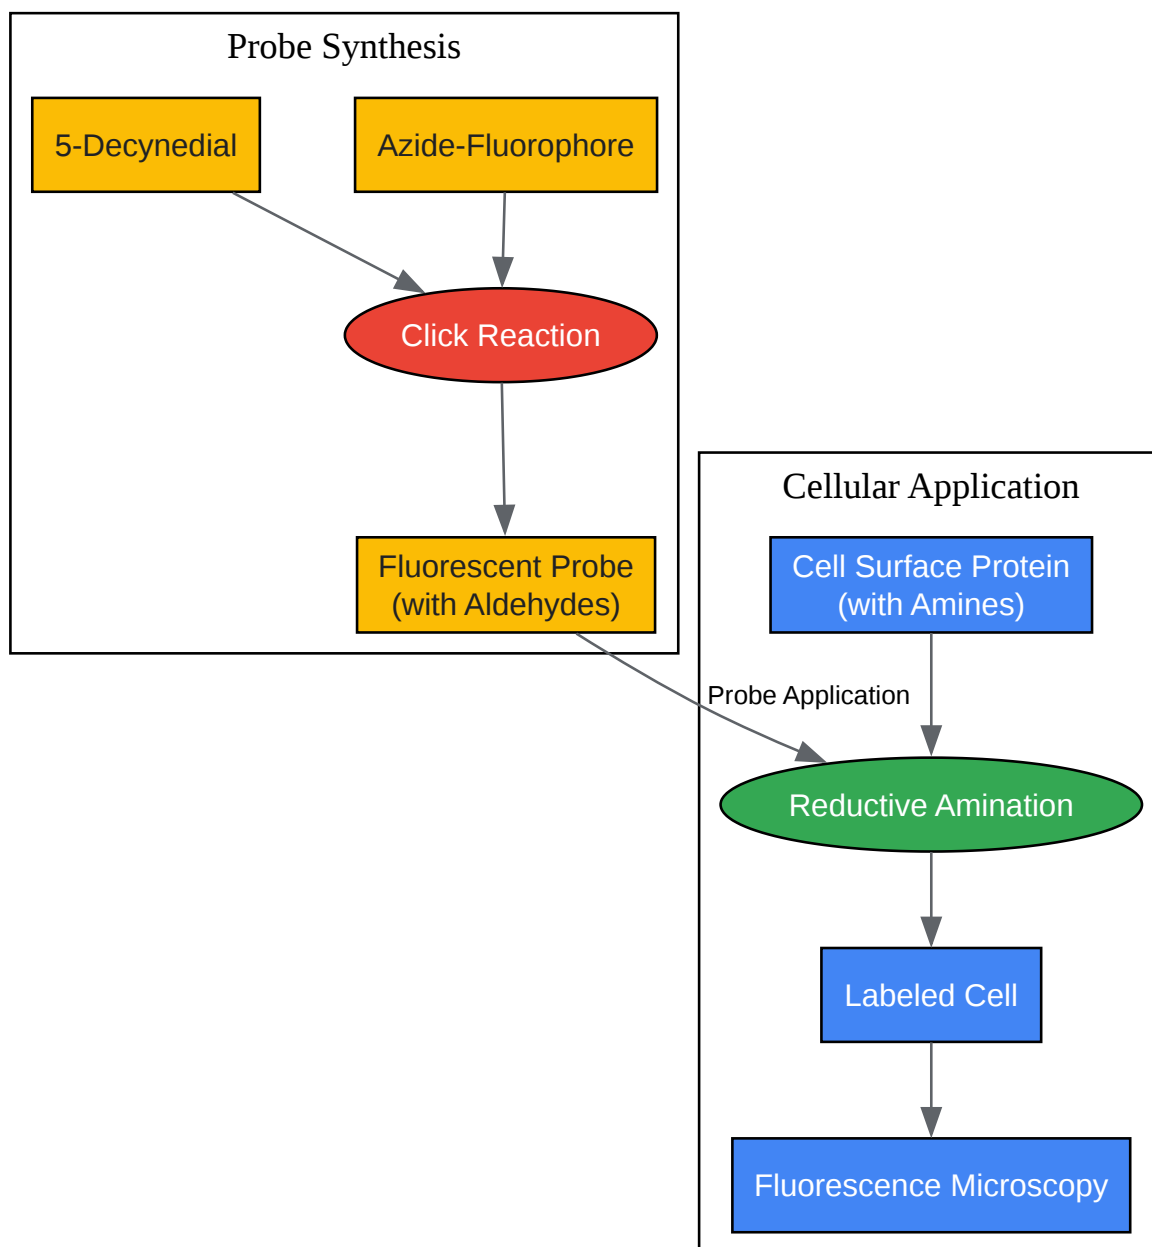 Probe Synthesis
5-Decynedial
Azide-Fluorophore
Click Reaction
Fluorescent Probe
(with Aldehydes)
Cellular Application
Cell Surface Protein
(with Amines)
Probe Application
Reductive Amination
Labeled Cell
Fluorescence Microscopy